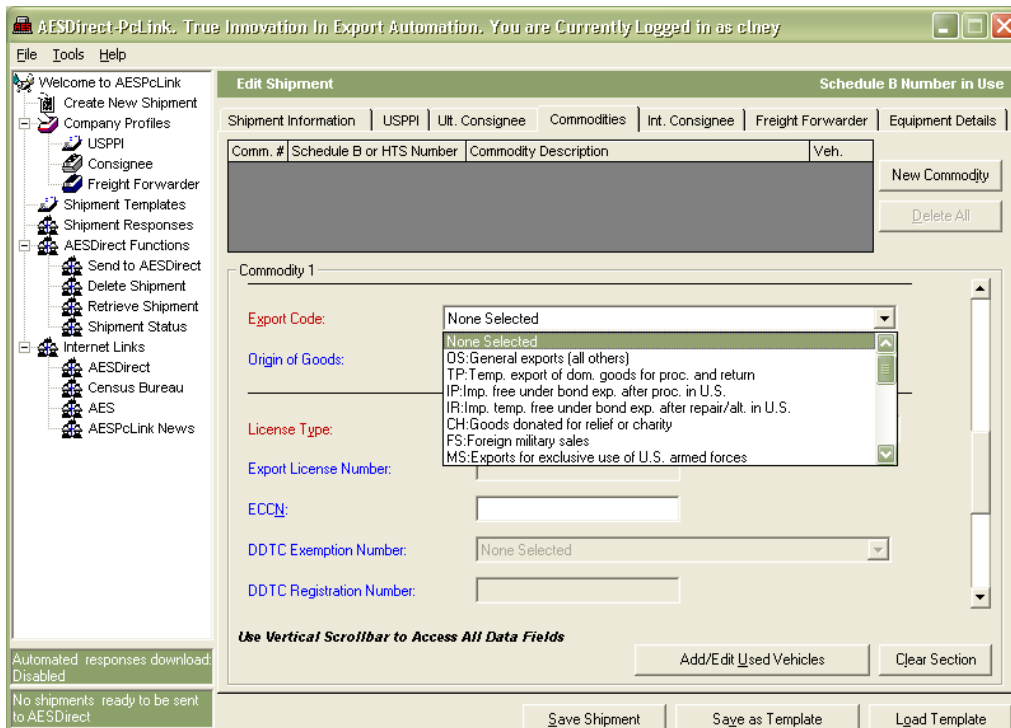 AESDirect-PcLink. True Innovation In Export Automation. You are Currently Logged in as clney
File Tools Help
Welcome to AESPcLink
Create New Shipment
Company Profiles
USPPI
Consignee
Freight Forwarder
Shipment Templates
Shipment Responses
AESDirect Functions
Send to AESDirect
Delete Shipment
Retrieve Shipment
Shipment Status
Internet Links
AESDirect
Census Bureau
AES
AESPcLink News
Automated responses download: Disabled
No shipments ready to be sent to AESDirect
Edit Shipment Schedule B Number in Use
Shipment Information USPPI Ult. Consignee Commodities Int. Consignee Freight Forwarder Equipment Details
Comm. # Schedule B or HTS Number Commodity Description Veh.
New Commodity
Delete All
Commodity 1
Export Code: None Selected
None Selected
OS:General exports (all others)
Origin of Goods:
TP:Temp. export of dom. goods for proc. and return
IP:Imp. free under bond exp. after proc. in U.S.
IR:Imp. temp. free under bond exp. after repair/alt. in U.S.
CH:Goods donated for relief or charity
License Type:
FS:Foreign military sales
MS:Exports for exclusive use of U.S. armed forces
Export License Number:
ECCN:
DDTC Exemption Number: None Selected
DDTC Registration Number:
Use Vertical Scrollbar to Access All Data Fields
Add/Edit Used Vehicles Clear Section
Save Shipment Save as Template Load Template